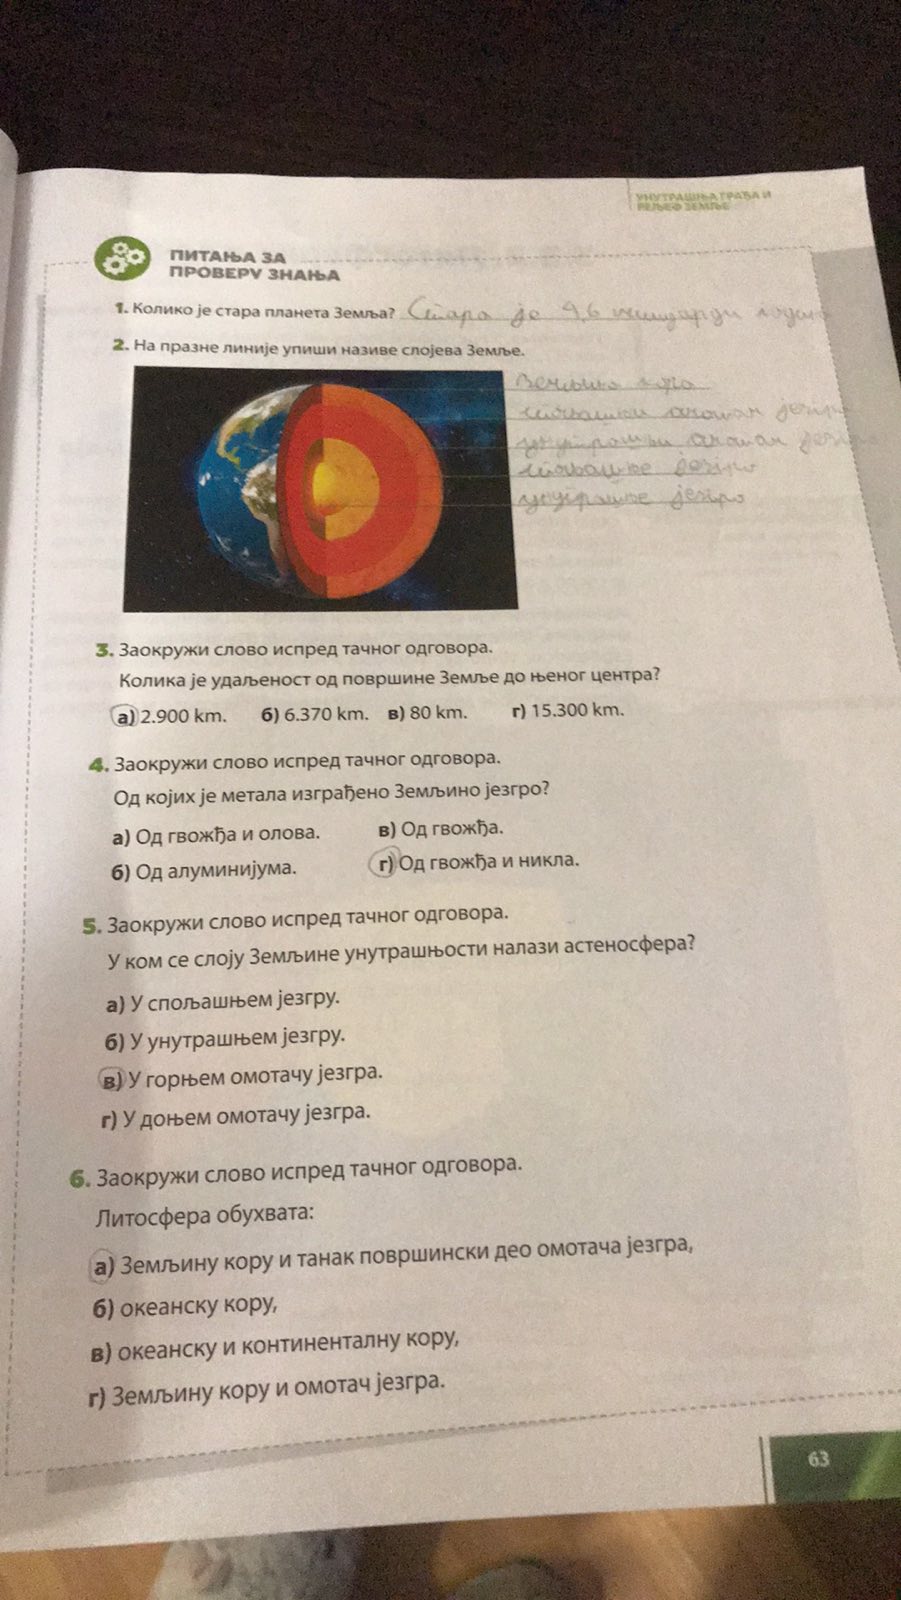 УНУТРАШЊА ГРАЂА И
РЕЉЕФ ЗЕМЉЕ
ПИТАЊА ЗА
ПРОВЕРУ ЗНАЊА
1. Колико је стара планета Земља? Стара је 4,6 милијарди година
2. На празне линије упиши називе слојева Земље.
Земљина кора
спољашњи омотач језгра
унутрашњи омотач језгра
спољашње језгро
унутрашње језгро
3. Заокружи слово испред тачног одговора.
Колика је удаљеност од површине Земље до њеног центра?
а) 2.900 km. б) 6.370 km. в) 80 km. г) 15.300 km.
4. Заокружи слово испред тачног одговора.
Од којих је метала изграђено Земљино језгро?
а) Од гвожђа и олова. в) Од гвожђа.
б) Од алуминијума. г) Од гвожђа и никла.
5. Заокружи слово испред тачног одговора.
У ком се слоју Земљине унутрашњости налази астеносфера?
а) У спољашњем језгру.
б) У унутрашњем језгру.
в) У горњем омотачу језгра.
г) У доњем омотачу језгра.
6. Заокружи слово испред тачног одговора.
Литосфера обухвата:
а) Земљину кору и танак површински део омотача језгра,
б) океанску кору,
в) океанску и континенталну кору,
г) Земљину кору и омотач језгра.
63